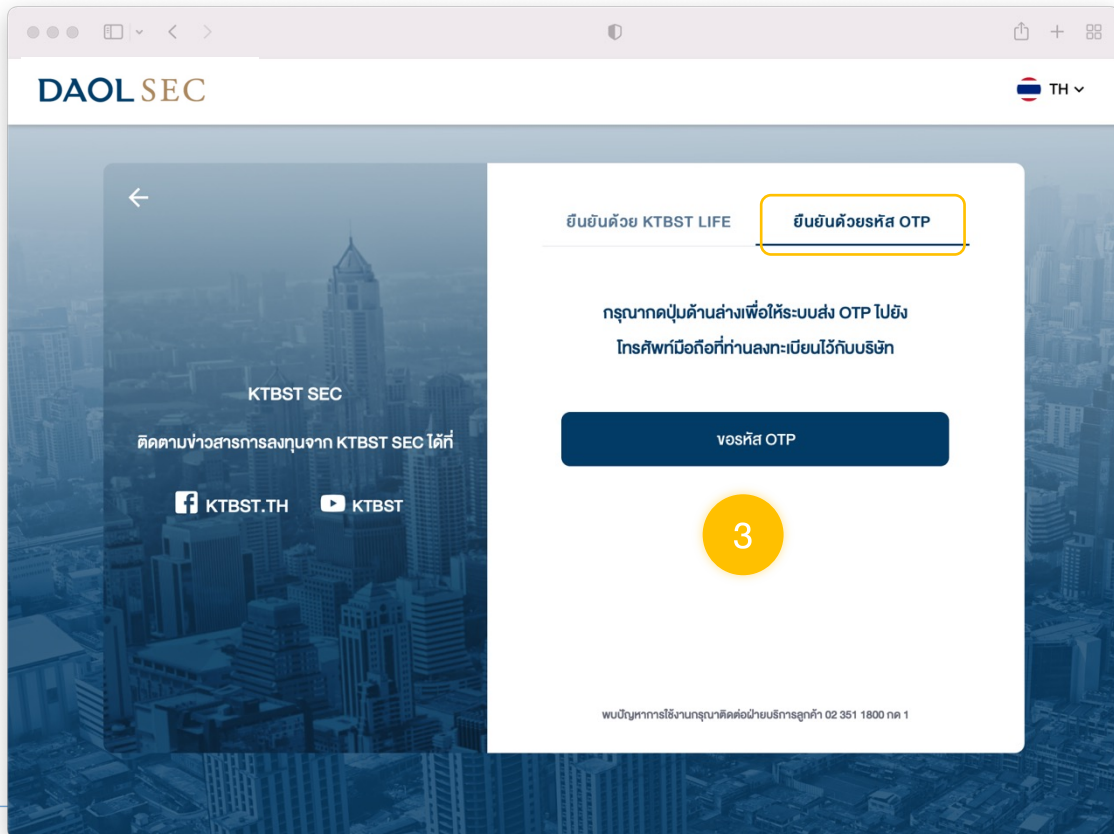 DAOL SEC
TH
ยืนยันด้วย KTBST LIFE
ยืนยันด้วยรหัส OTP
กรุณากดปุ่มด้านล่างเพื่อให้ระบบส่ง OTP ไปยัง
โทรศัพท์มือถือที่ท่านลงทะเบียนไว้กับบริษัท
KTBST SEC
ติดตามข่าวสารการลงทุนจาก KTBST SEC ได้ที่
KTBST.TH
KTBST
ขอรหัส OTP
3
พบปัญหาการใช้งานกรุณาติดต่อฝ่ายบริการลูกค้า 02 351 1800 กด 1